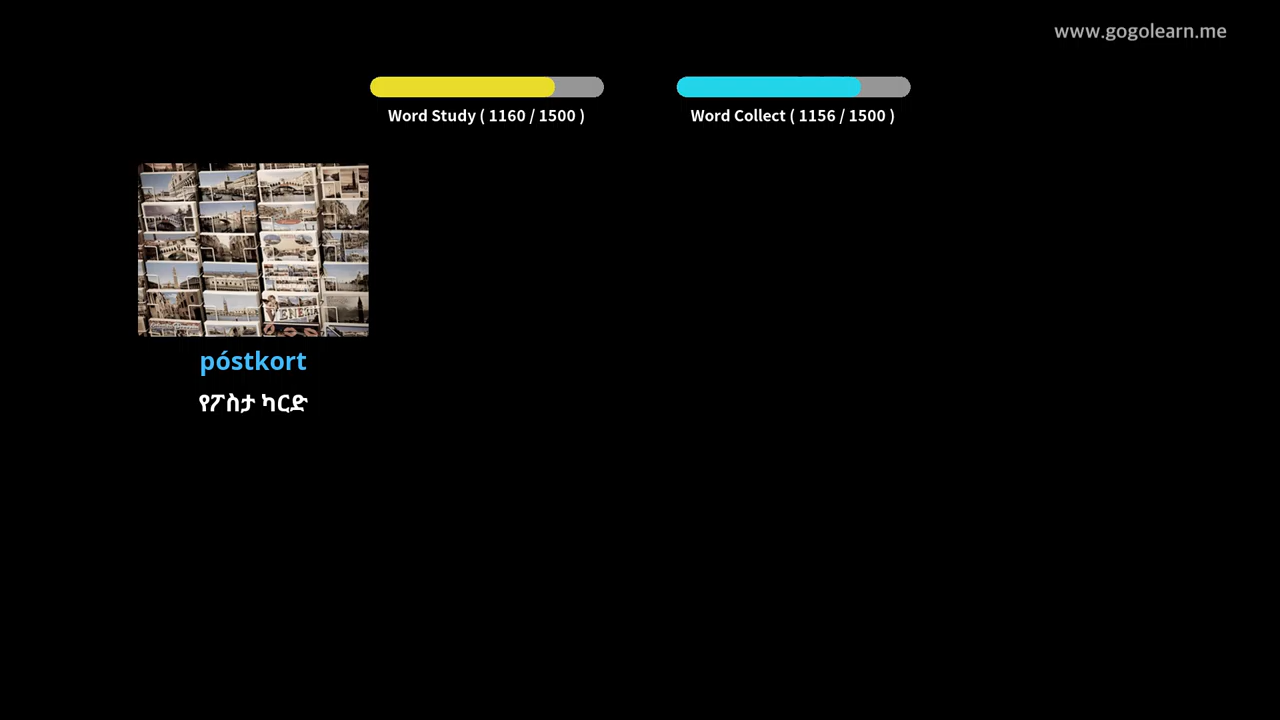 www.gogolearn.me
Word Study ( 1160 / 1500 )
Word Collect ( 1156 / 1500 )
póstkort
የፖስታ ካርድ